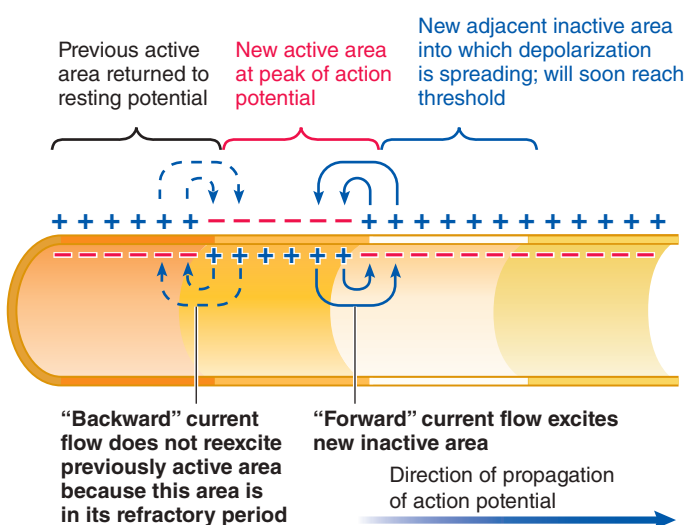 Previous active
area returned to
resting potential
New active area
at peak of action
potential
New adjacent inactive area
into which depolarization
is spreading; will soon reach
threshold
“Backward” current
flow does not reexcite
previously active area
because this area is
in its refractory period
“Forward” current flow excites
new inactive area
Direction of propagation
of action potential